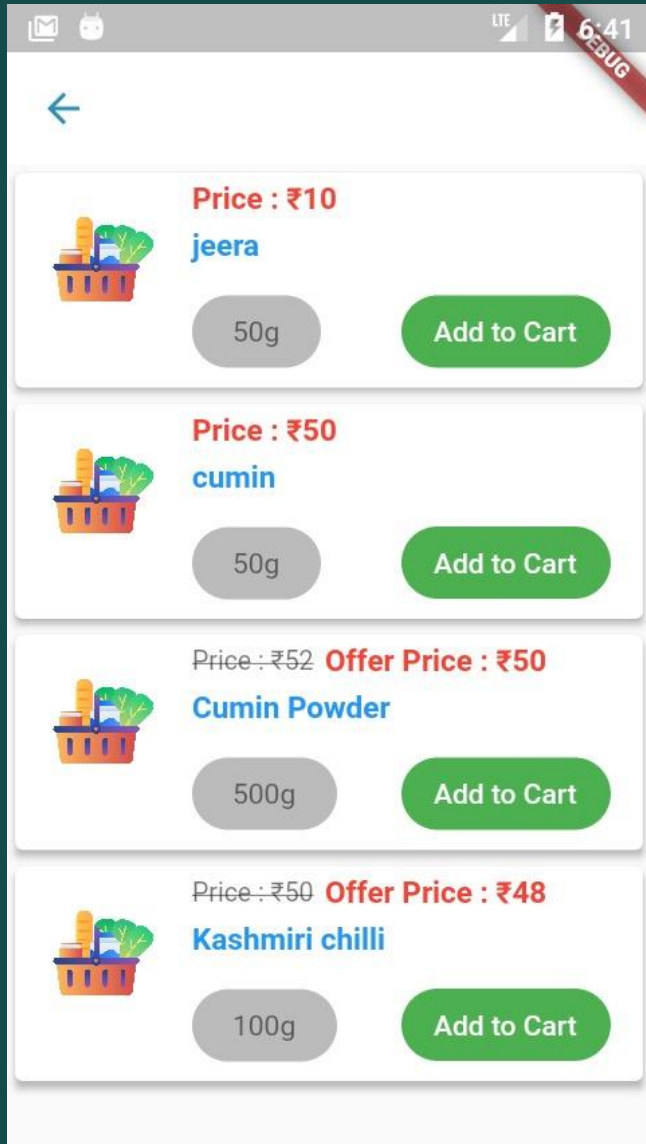 LTE 6:41
DEBUG
Price : ₹10
jeera
50g Add to Cart
Price : ₹50
cumin
50g Add to Cart
Price : ₹52 Offer Price : ₹50
Cumin Powder
500g Add to Cart
Price : ₹50 Offer Price : ₹48
Kashmiri chilli
100g Add to Cart